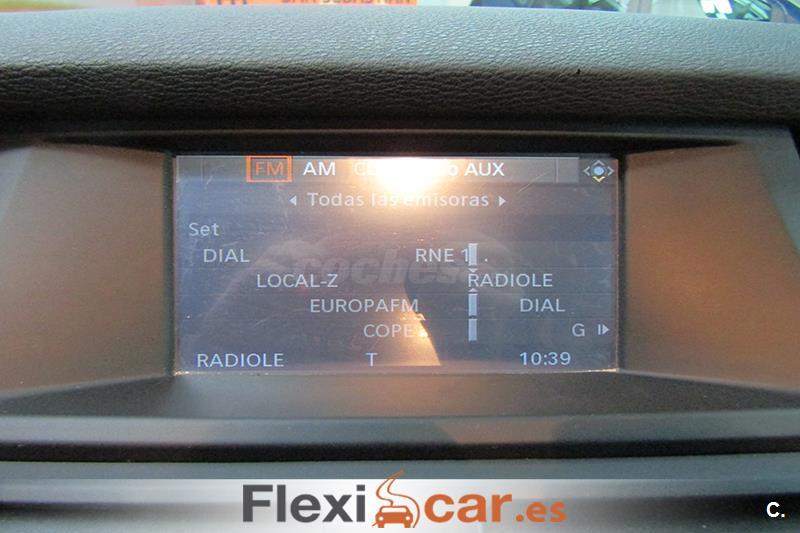 FM AM AUX
Todas las emisoras
Set
DIAL RNE 1 .
LOCAL-Z RADIOLE
EUROPAFM DIAL
COPE G
RADIOLE T 10:39
Flexicar.es
C.